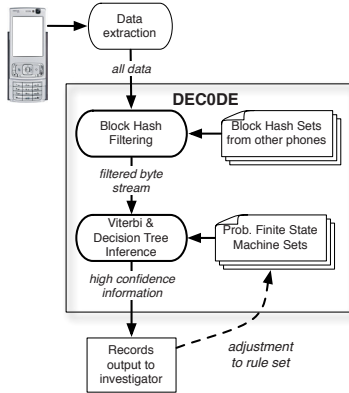 Data
extraction
all data
DEC0DE
Block Hash
Filtering
Block Hash Sets
from other phones
filtered byte
stream
Viterbi &
Decision Tree
Inference
Prob. Finite State
Machine Sets
high confidence
information
Records
output to
investigator
adjustment
to rule set